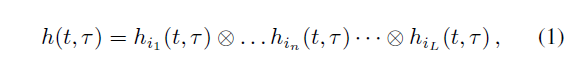 h(t, τ) = h_{i_1}(t, τ) ⊗ … h_{i_n}(t, τ) ⋯ ⊗ h_{i_L}(t, τ) , (1)